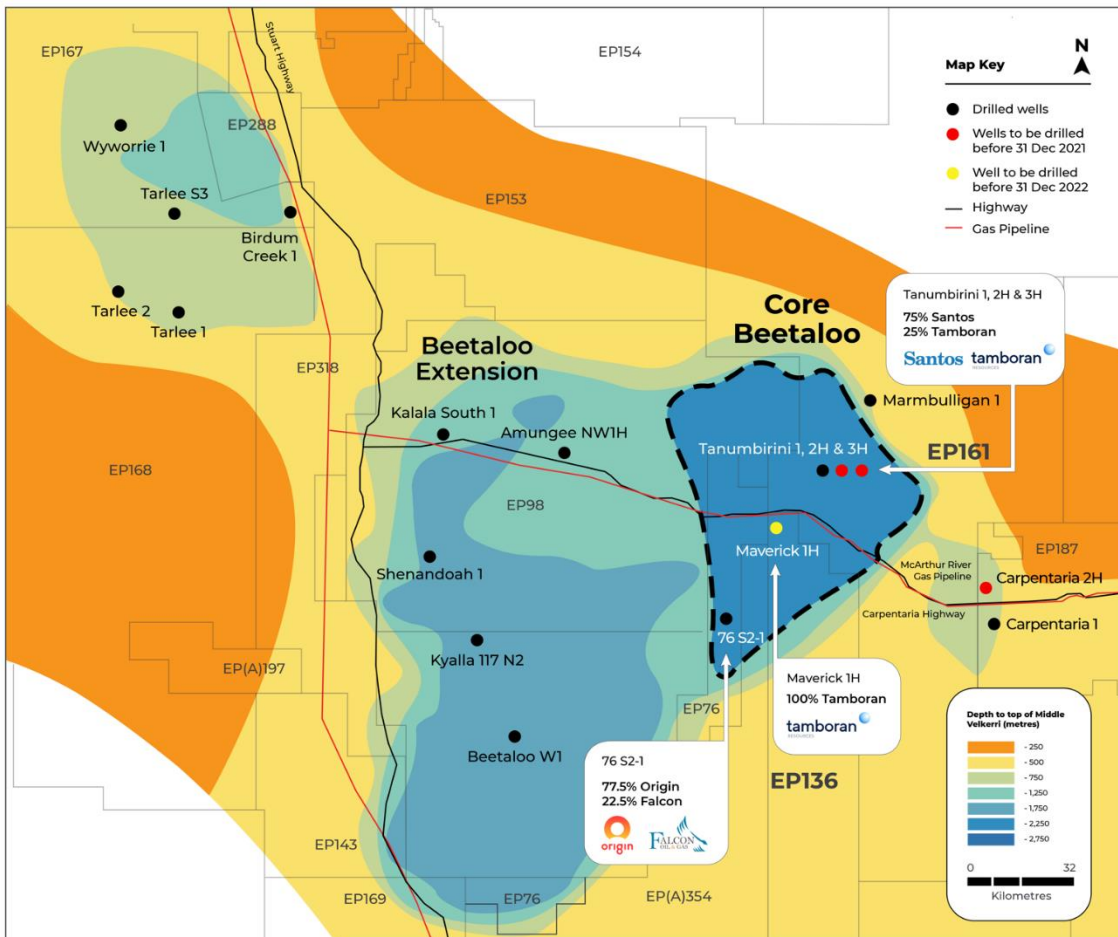 EP167
Stuart Highway
EP154
N
Map Key
Drilled wells
Wells to be drilled
before 31 Dec 2021
Well to be drilled
before 31 Dec 2022
Highway
Gas Pipeline
Wyworrie 1
EP288
Tarlee S3
Birdum
Creek 1
EP153
Tarlee 2
Tarlee 1
Tanumbirini 1, 2H & 3H
75% Santos
25% Tamboran
Santos
tamboran
RESOURCES
Core
Beetaloo
Beetaloo
Extension
EP318
Kalala South 1
Amungee NW1H
Marmbulligan 1
Tanumbirini 1, 2H & 3H
EP161
EP168
EP98
Maverick 1H
EP187
McArthur River
Gas Pipeline
Carpentaria 2H
Carpentaria Highway
Carpentaria 1
Shenandoah 1
76 S2-1
Kyalla 117 N2
EP(A)197
Maverick 1H
100% Tamboran
tamboran
RESOURCES
EP76
Beetaloo W1
76 S2-1
77.5% Origin
22.5% Falcon
origin
FALCON
OIL & GAS
EP136
Depth to top of Middle
Velkerri (metres)
- 250
- 500
- 750
- 1,250
- 1,750
- 2,250
- 2,750
0 32
Kilometres
EP143
EP169
EP76
EP(A)354